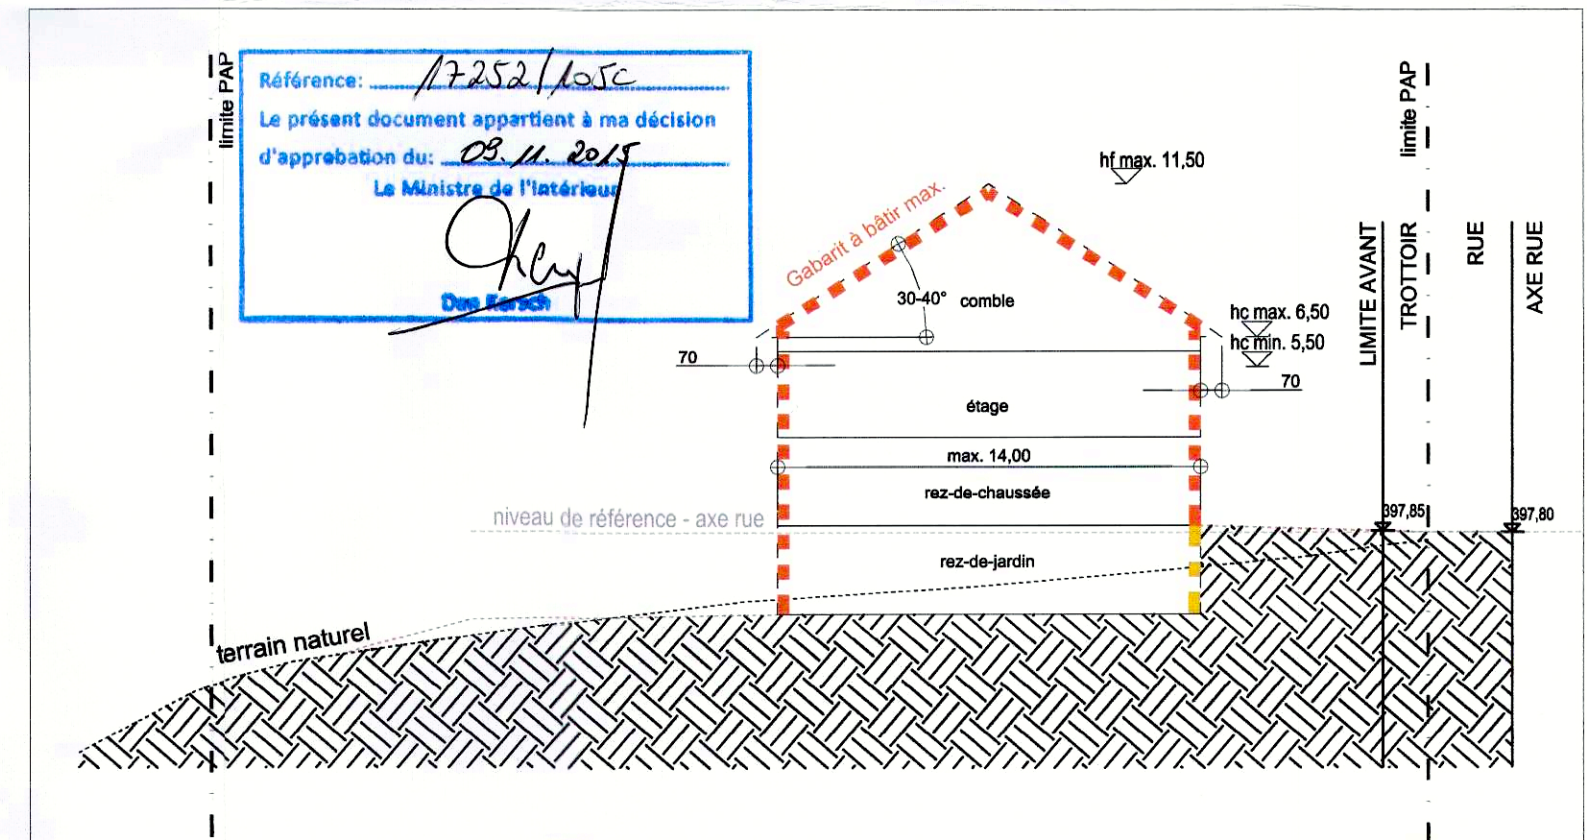 limite PAP
Référence: 17252/105C
Le présent document appartient à ma décision
d'approbation du: 09.11.2015
Le Ministre de l'Intérieur
Dan Kersch
limite PAP
hf max. 11,50
Gabarit à bâtir max.
LIMITE AVANT
TROTTOIR
RUE
AXE RUE
30-40° comble
hc max. 6,50
hc min. 5,50
70
70
étage
max. 14,00
rez-de-chaussée
niveau de référence - axe rue
397,85
397,80
rez-de-jardin
terrain naturel